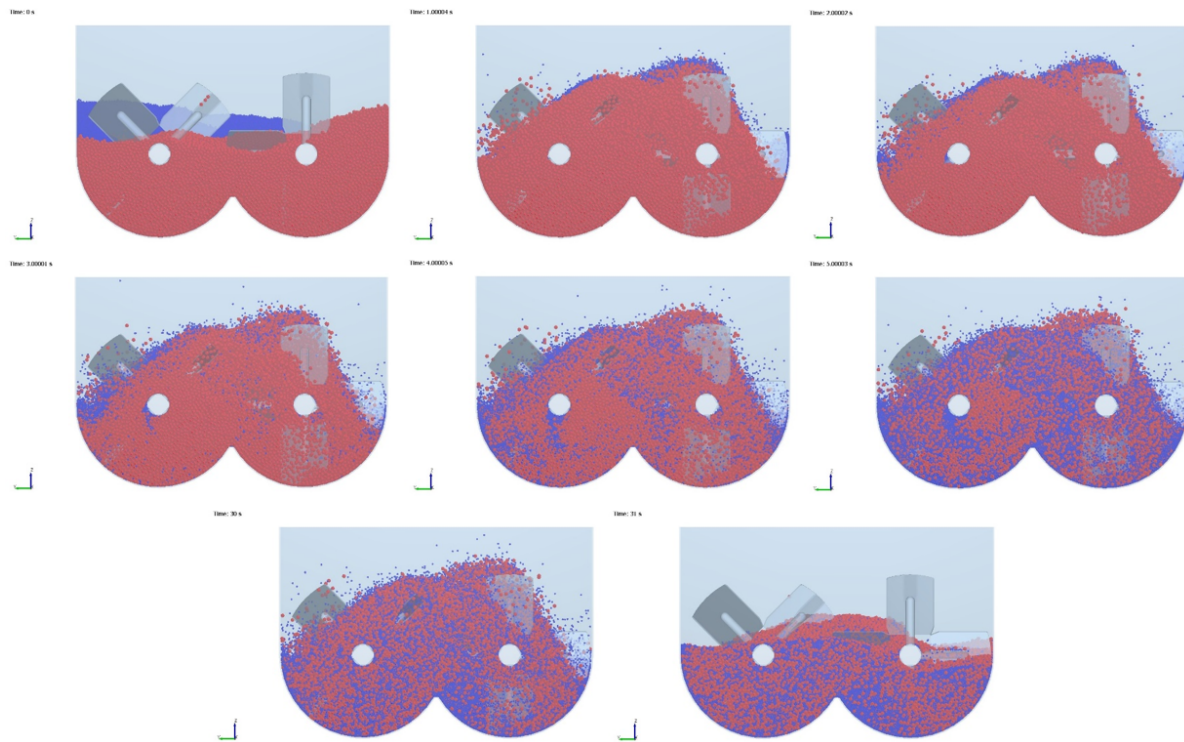 Time: 0 s
Time: 1.00004 s
Time: 2.00002 s
Time: 3.00001 s
Time: 4.00005 s
Time: 5.00003 s
Time: 30 s
Time: 31 s